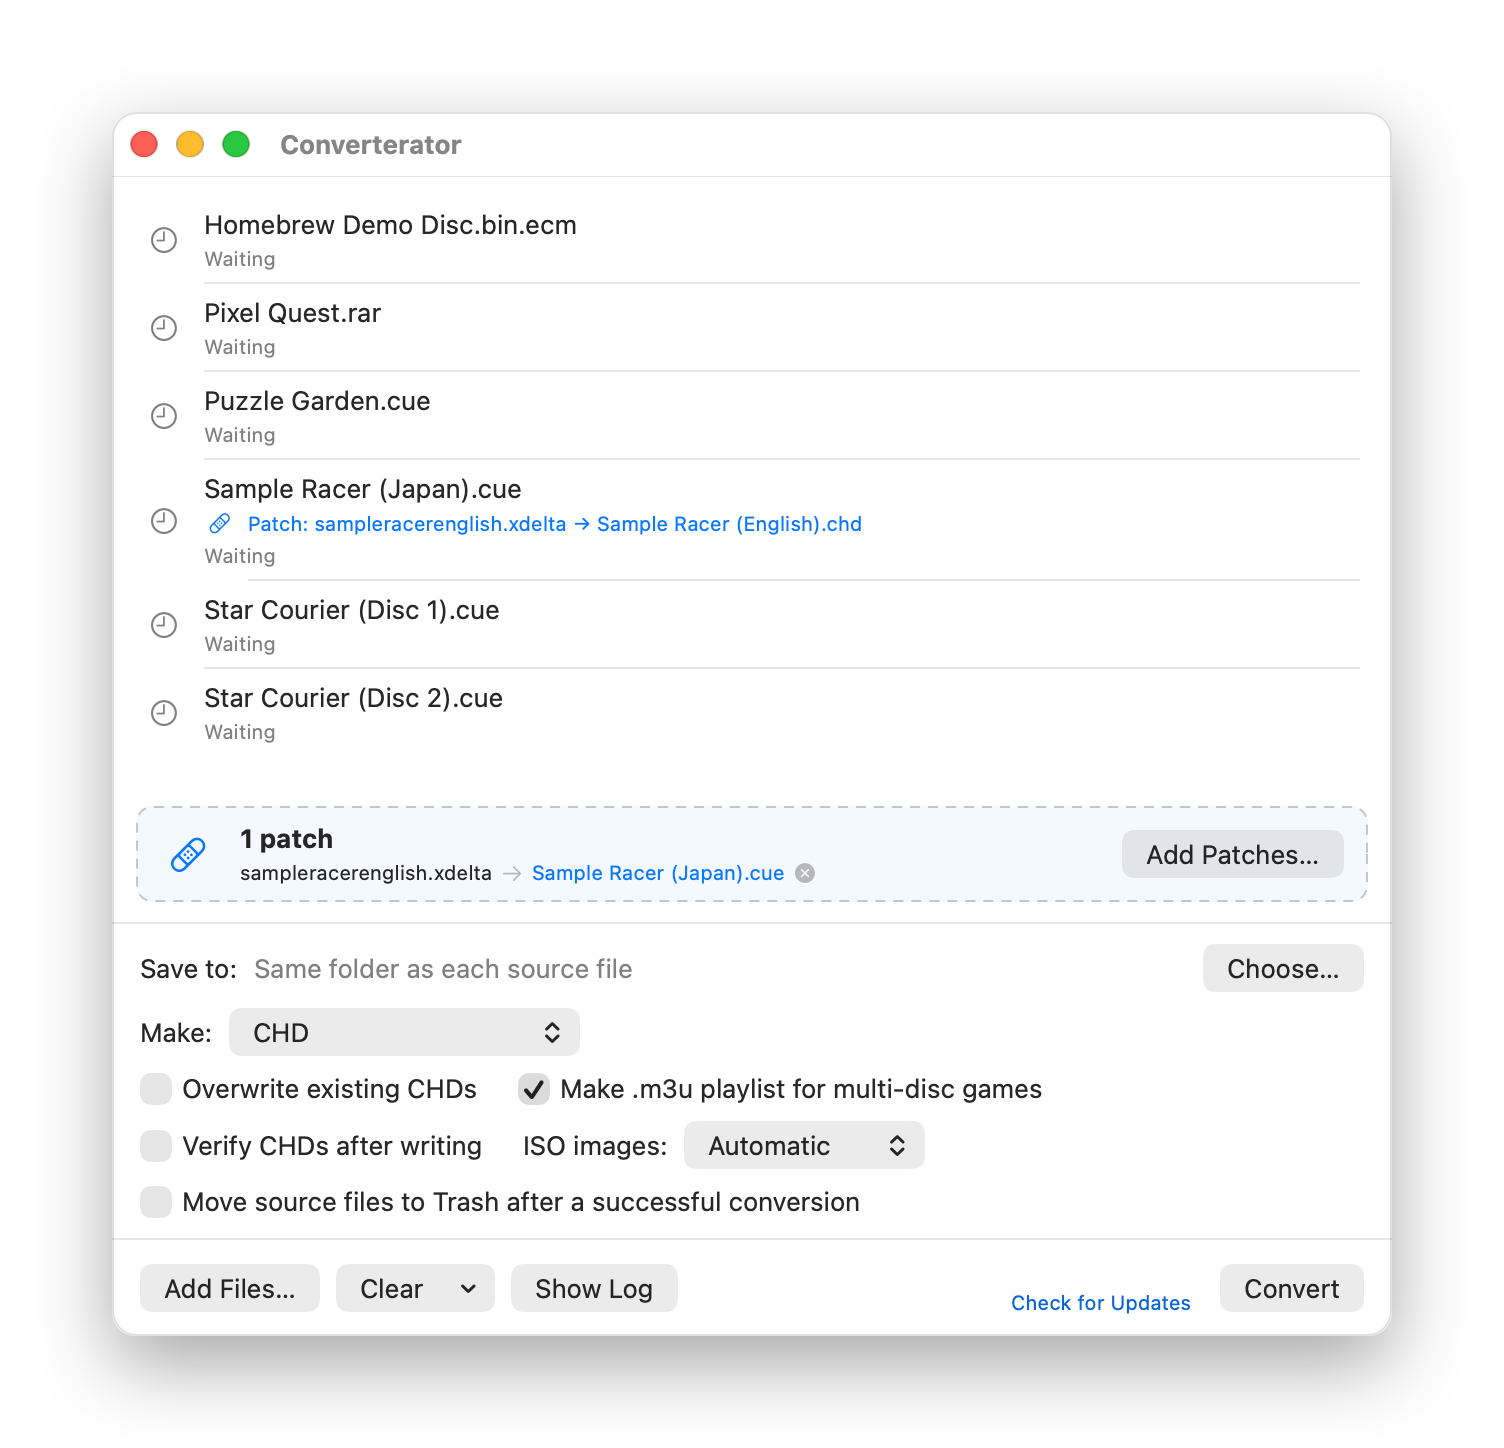 Converterator
Homebrew Demo Disc.bin.ecm
Waiting
Pixel Quest.rar
Waiting
Puzzle Garden.cue
Waiting
Sample Racer (Japan).cue
Patch: sampleracerenglish.xdelta → Sample Racer (English).chd
Waiting
Star Courier (Disc 1).cue
Waiting
Star Courier (Disc 2).cue
Waiting
1 patch
sampleracerenglish.xdelta → Sample Racer (Japan).cue
Add Patches...
Save to: Same folder as each source file
Choose...
Make: CHD
Overwrite existing CHDs
Make .m3u playlist for multi-disc games
Verify CHDs after writing
ISO images: Automatic
Move source files to Trash after a successful conversion
Add Files...
Clear
Show Log
Check for Updates
Convert